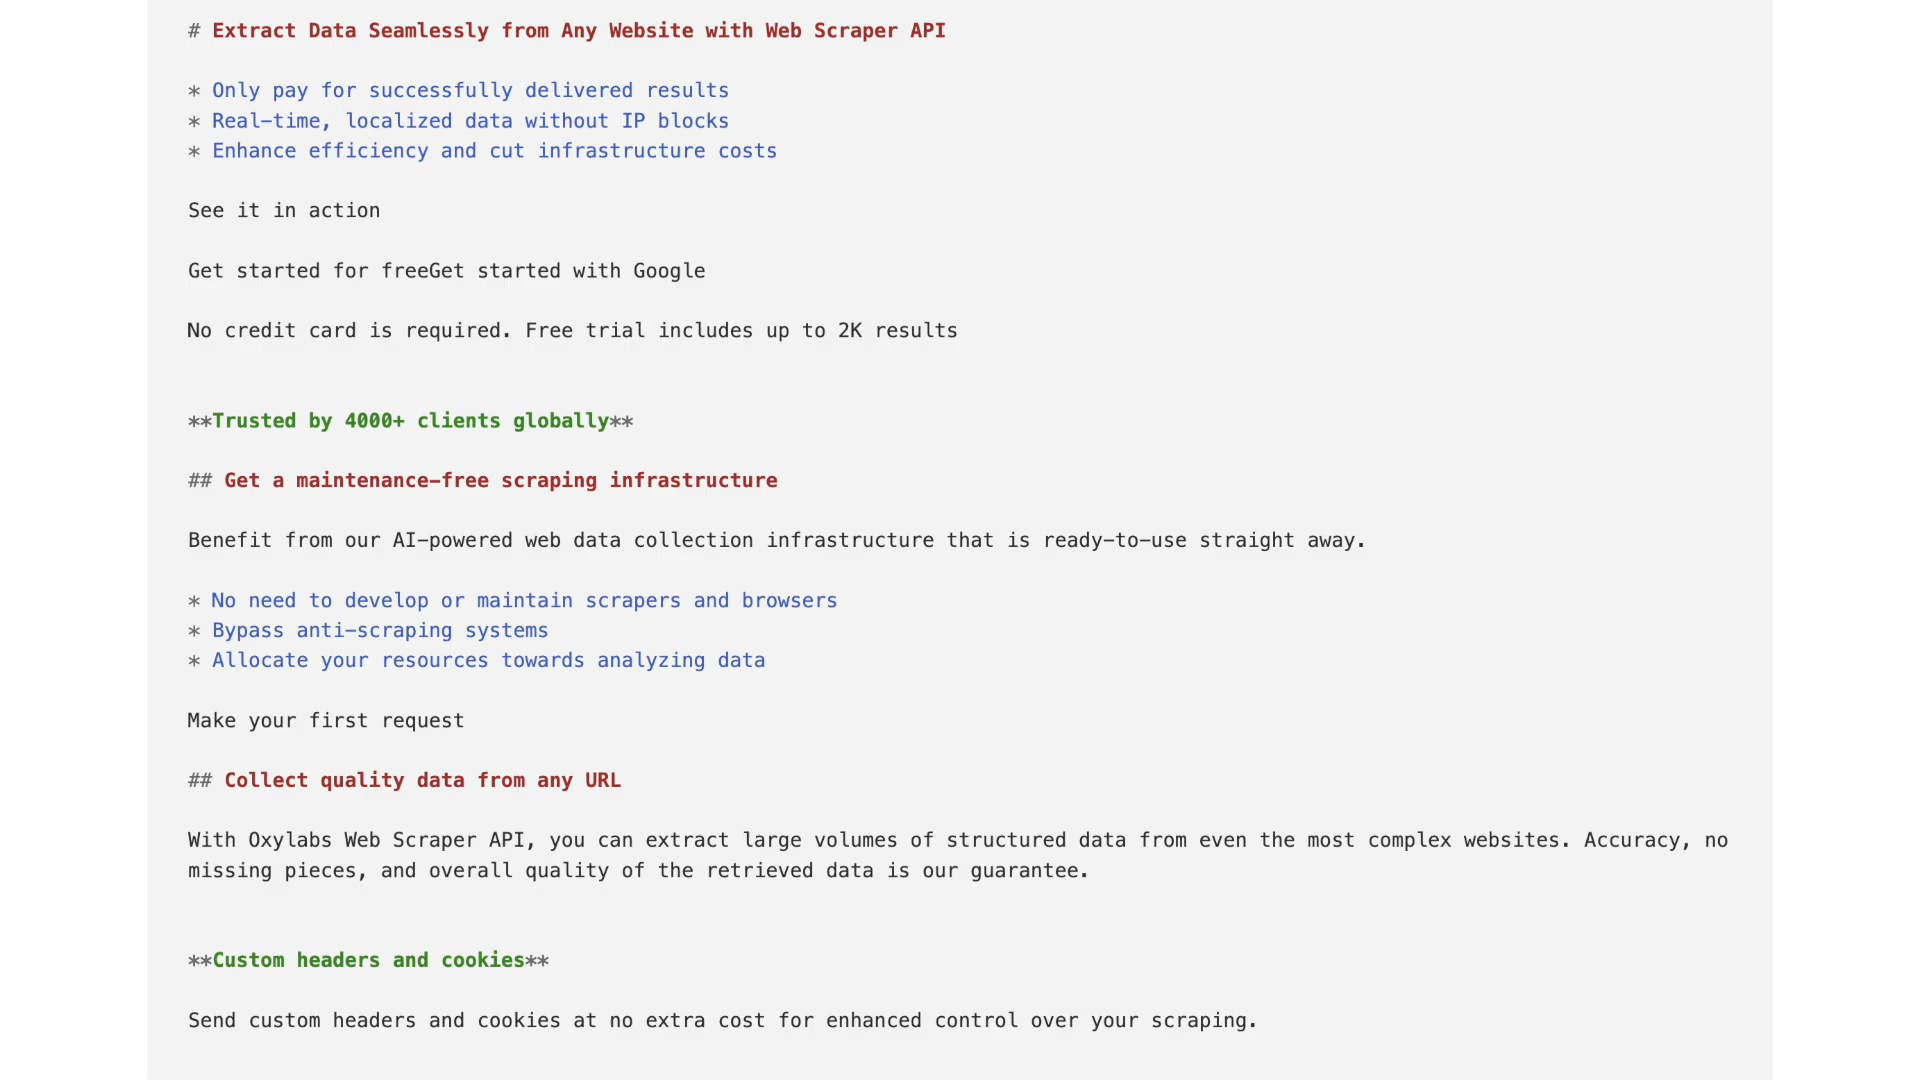 # Extract Data Seamlessly from Any Website with Web Scraper API
* Only pay for successfully delivered results
* Real-time, localized data without IP blocks
* Enhance efficiency and cut infrastructure costs
See it in action
Get started for freeGet started with Google
No credit card is required. Free trial includes up to 2K results
**Trusted by 4000+ clients globally**
## Get a maintenance-free scraping infrastructure
Benefit from our AI-powered web data collection infrastructure that is ready-to-use straight away.
* No need to develop or maintain scrapers and browsers
* Bypass anti-scraping systems
* Allocate your resources towards analyzing data
Make your first request
## Collect quality data from any URL
With Oxylabs Web Scraper API, you can extract large volumes of structured data from even the most complex websites. Accuracy, no
missing pieces, and overall quality of the retrieved data is our guarantee.
**Custom headers and cookies**
Send custom headers and cookies at no extra cost for enhanced control over your scraping.